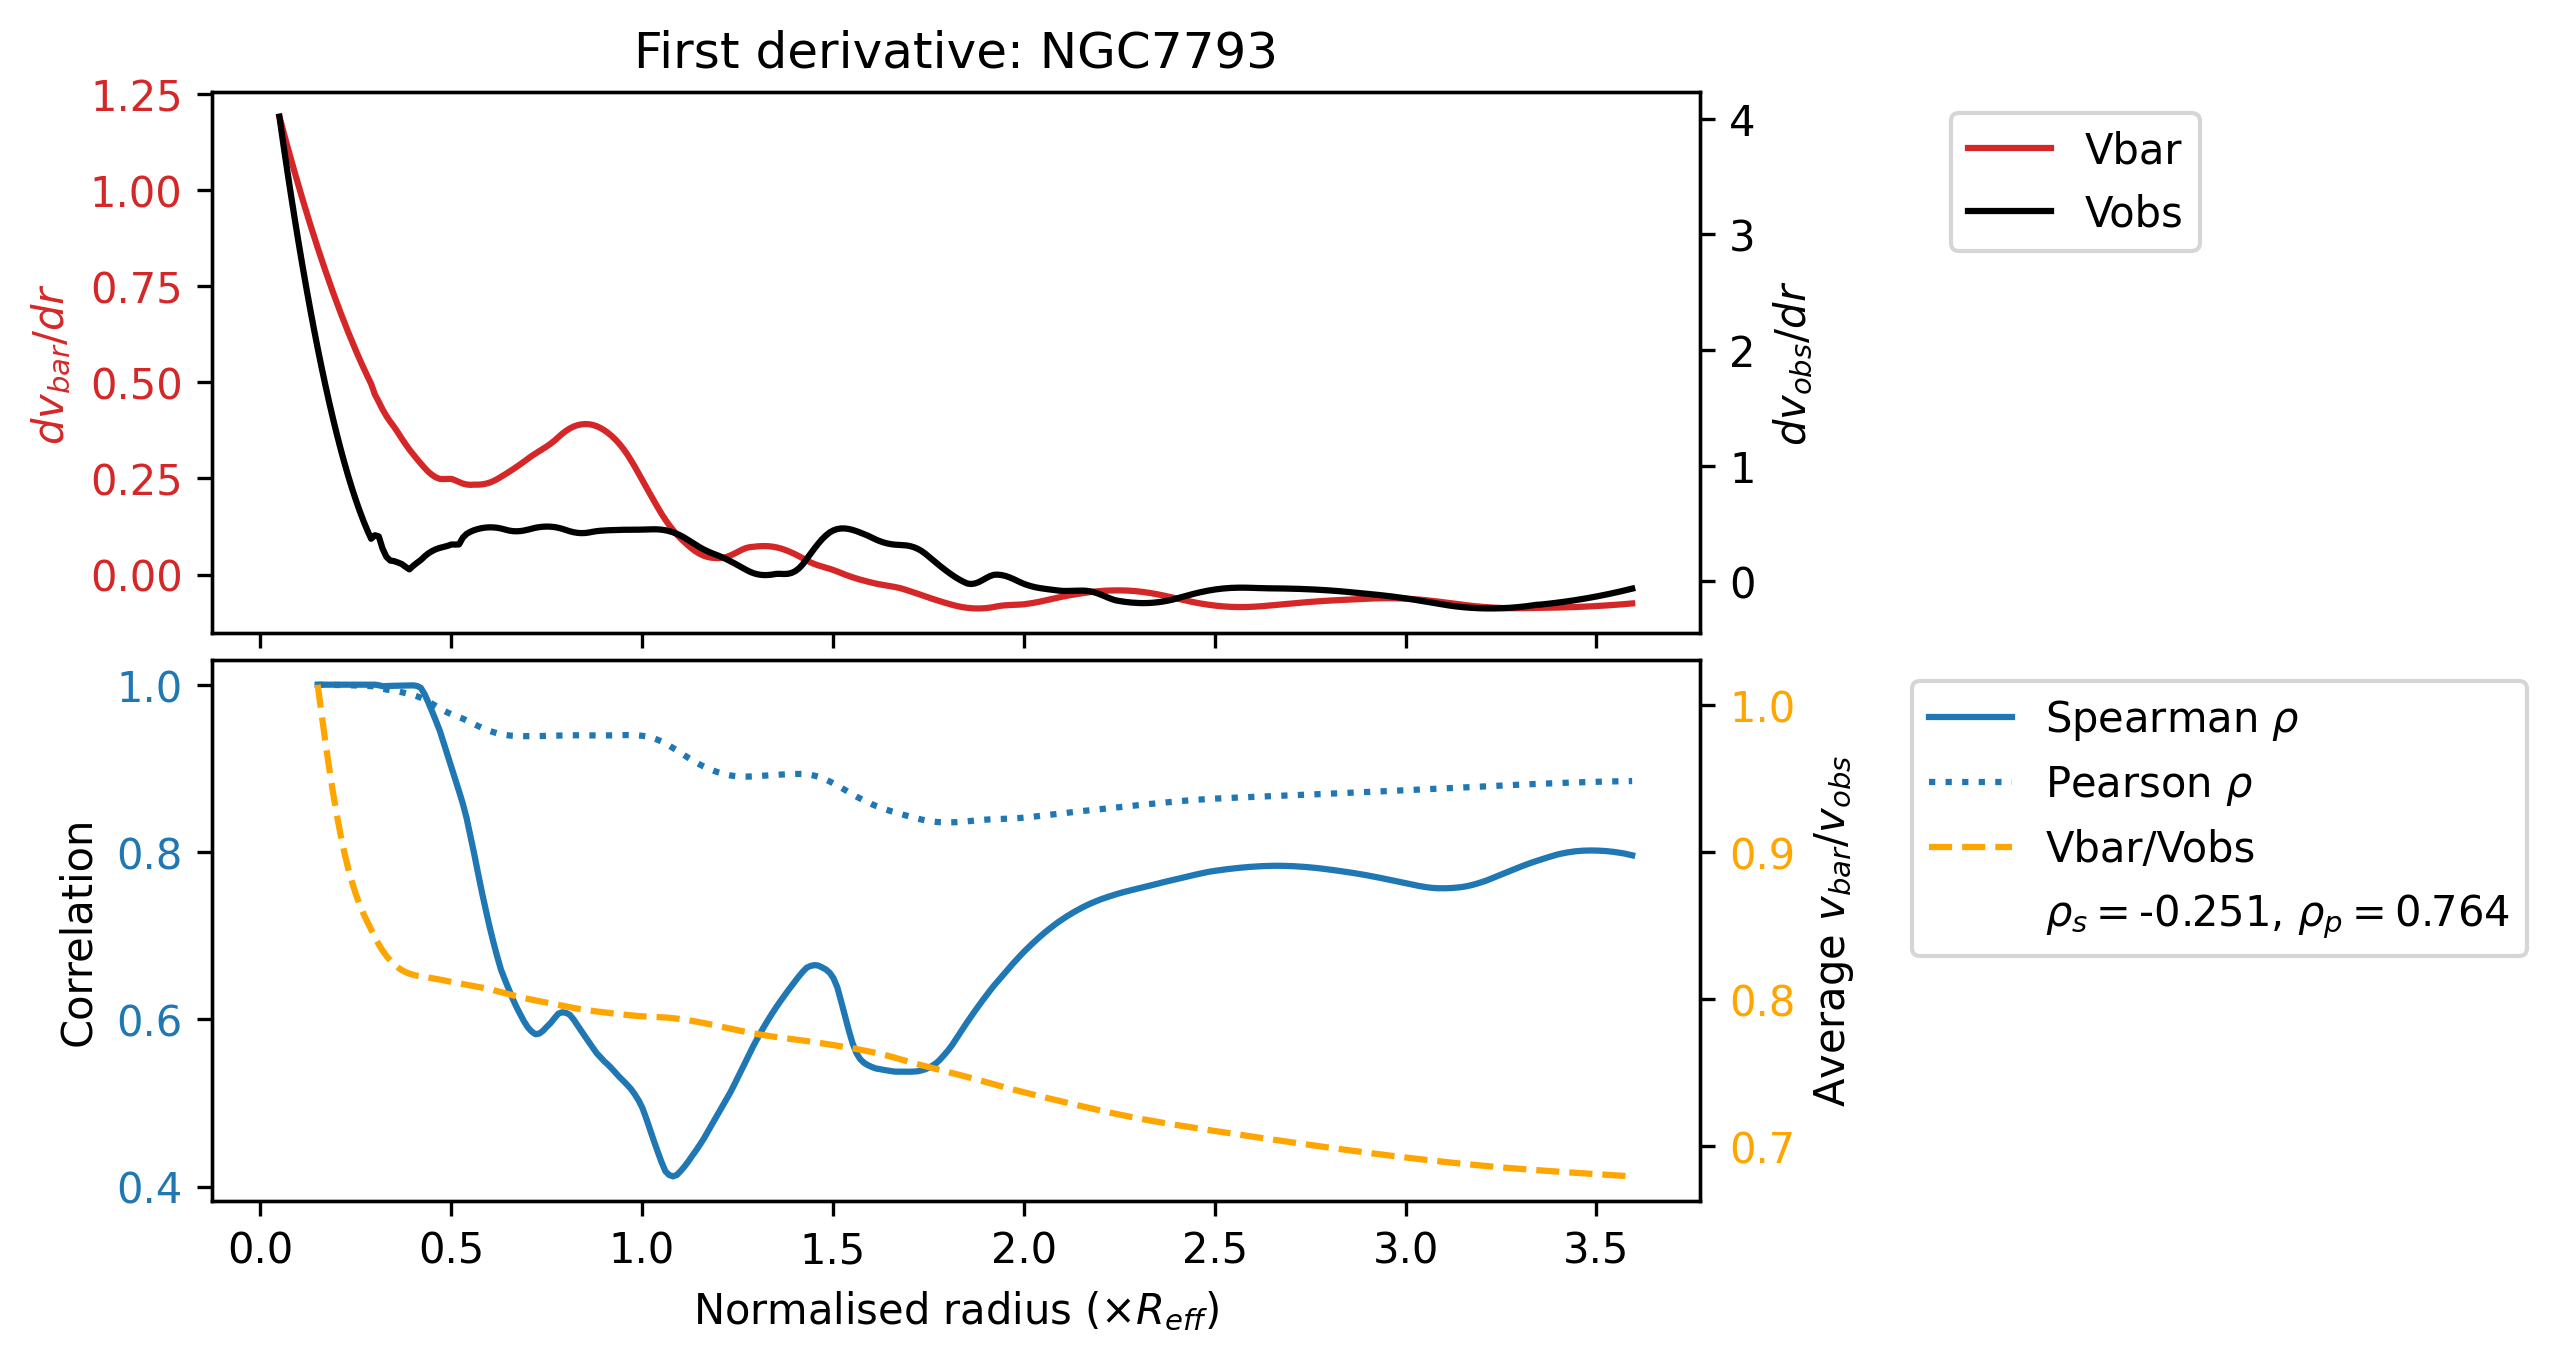 First derivative: NGC7793
1.25
1.00
0.75
0.50
0.25
0.00
dv_bar/dr
4
3
2
1
0
dv_obs/dr
Vbar
Vobs
1.0
0.8
0.6
0.4
Correlation
1.0
0.9
0.8
0.7
Average v_bar/v_obs
Spearman ρ
Pearson ρ
Vbar/Vobs
ρ_s = -0.251, ρ_p = 0.764
0.0 0.5 1.0 1.5 2.0 2.5 3.0 3.5
Normalised radius (×R_eff)